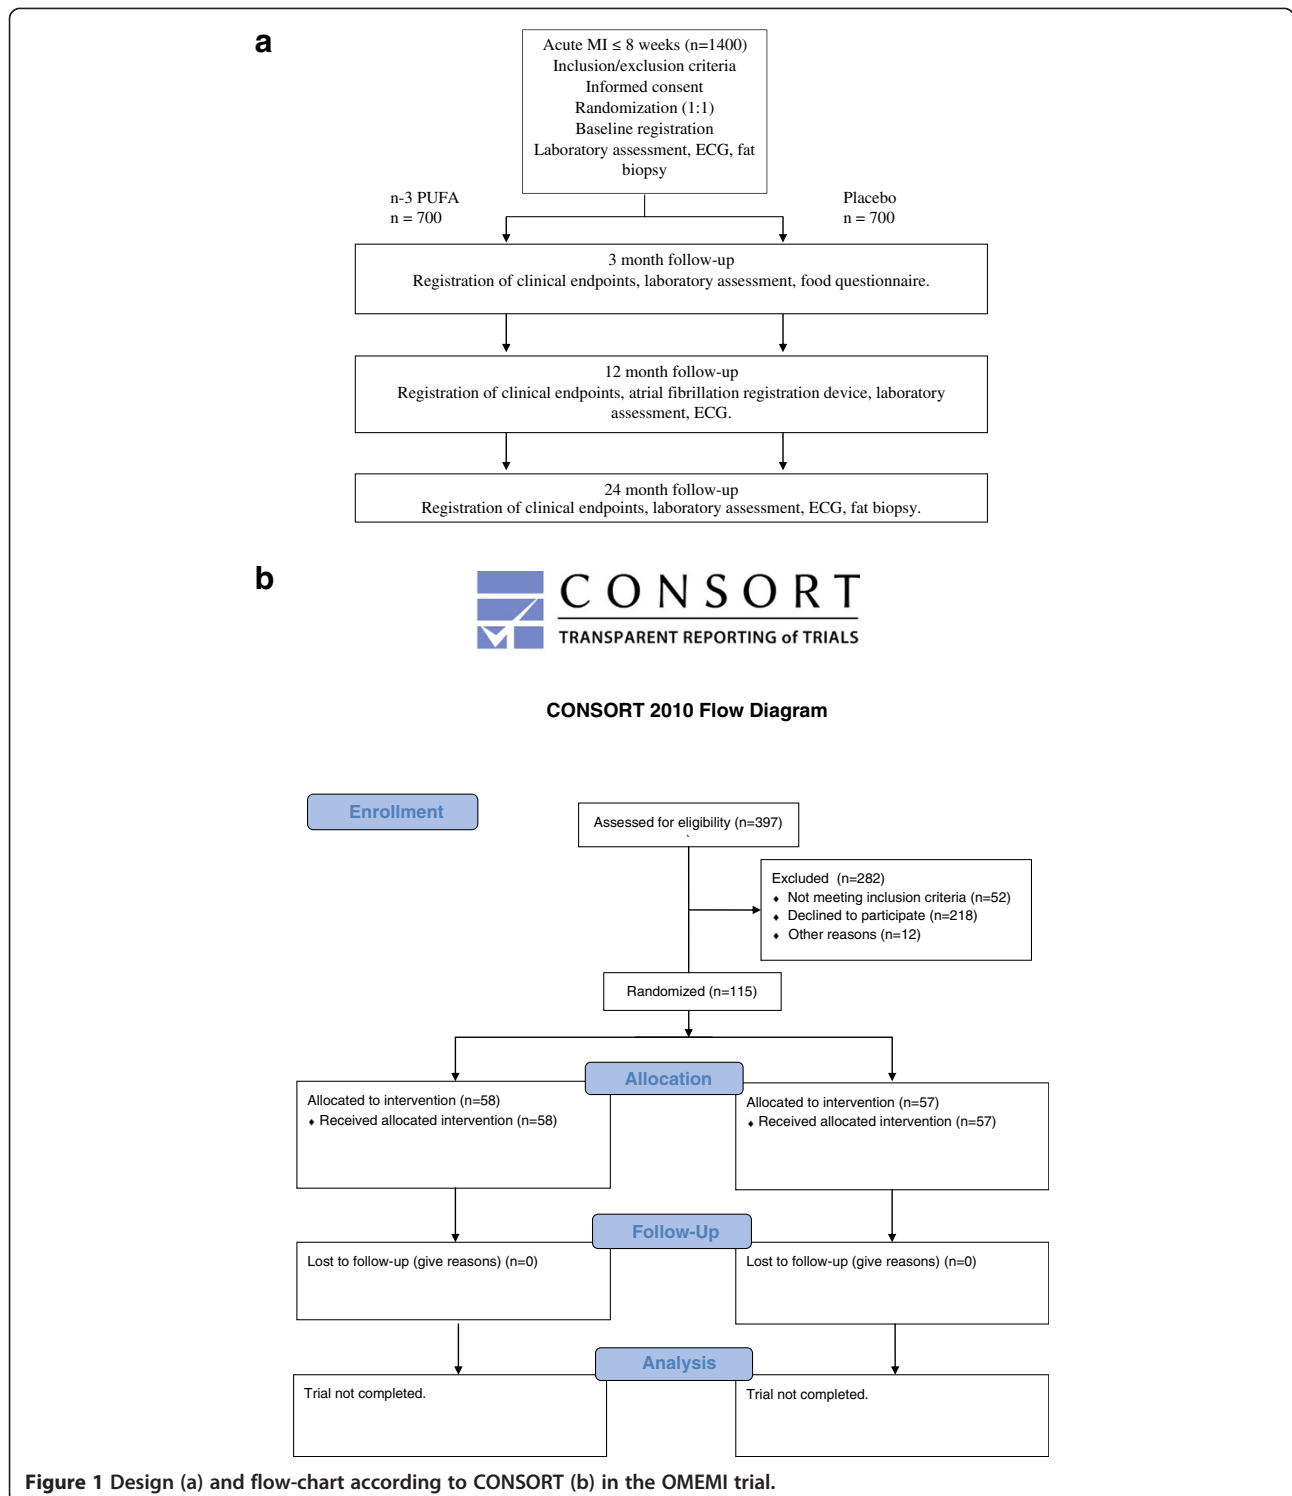 a
Acute MI ≤ 8 weeks (n=1400)
Inclusion/exclusion criteria
Informed consent
Randomization (1:1)
Baseline registration
Laboratory assessment, ECG, fat
biopsy
n-3 PUFA
n = 700
Placebo
n = 700
3 month follow-up
Registration of clinical endpoints, laboratory assessment, food questionnaire.
12 month follow-up
Registration of clinical endpoints, atrial fibrillation registration device, laboratory
assessment, ECG.
24 month follow-up
Registration of clinical endpoints, laboratory assessment, ECG, fat biopsy.
b
CONSORT
TRANSPARENT REPORTING of TRIALS
CONSORT 2010 Flow Diagram
Enrollment
Assessed for eligibility (n=397)
Excluded (n=282)
♦ Not meeting inclusion criteria (n=52)
♦ Declined to participate (n=218)
♦ Other reasons (n=12)
Randomized (n=115)
Allocation
Allocated to intervention (n=58)
♦ Received allocated intervention (n=58)
Allocated to intervention (n=57)
♦ Received allocated intervention (n=57)
Follow-Up
Lost to follow-up (give reasons) (n=0)
Lost to follow-up (give reasons) (n=0)
Analysis
Trial not completed.
Trial not completed.
Figure 1 Design (a) and flow-chart according to CONSORT (b) in the OMEMI trial.